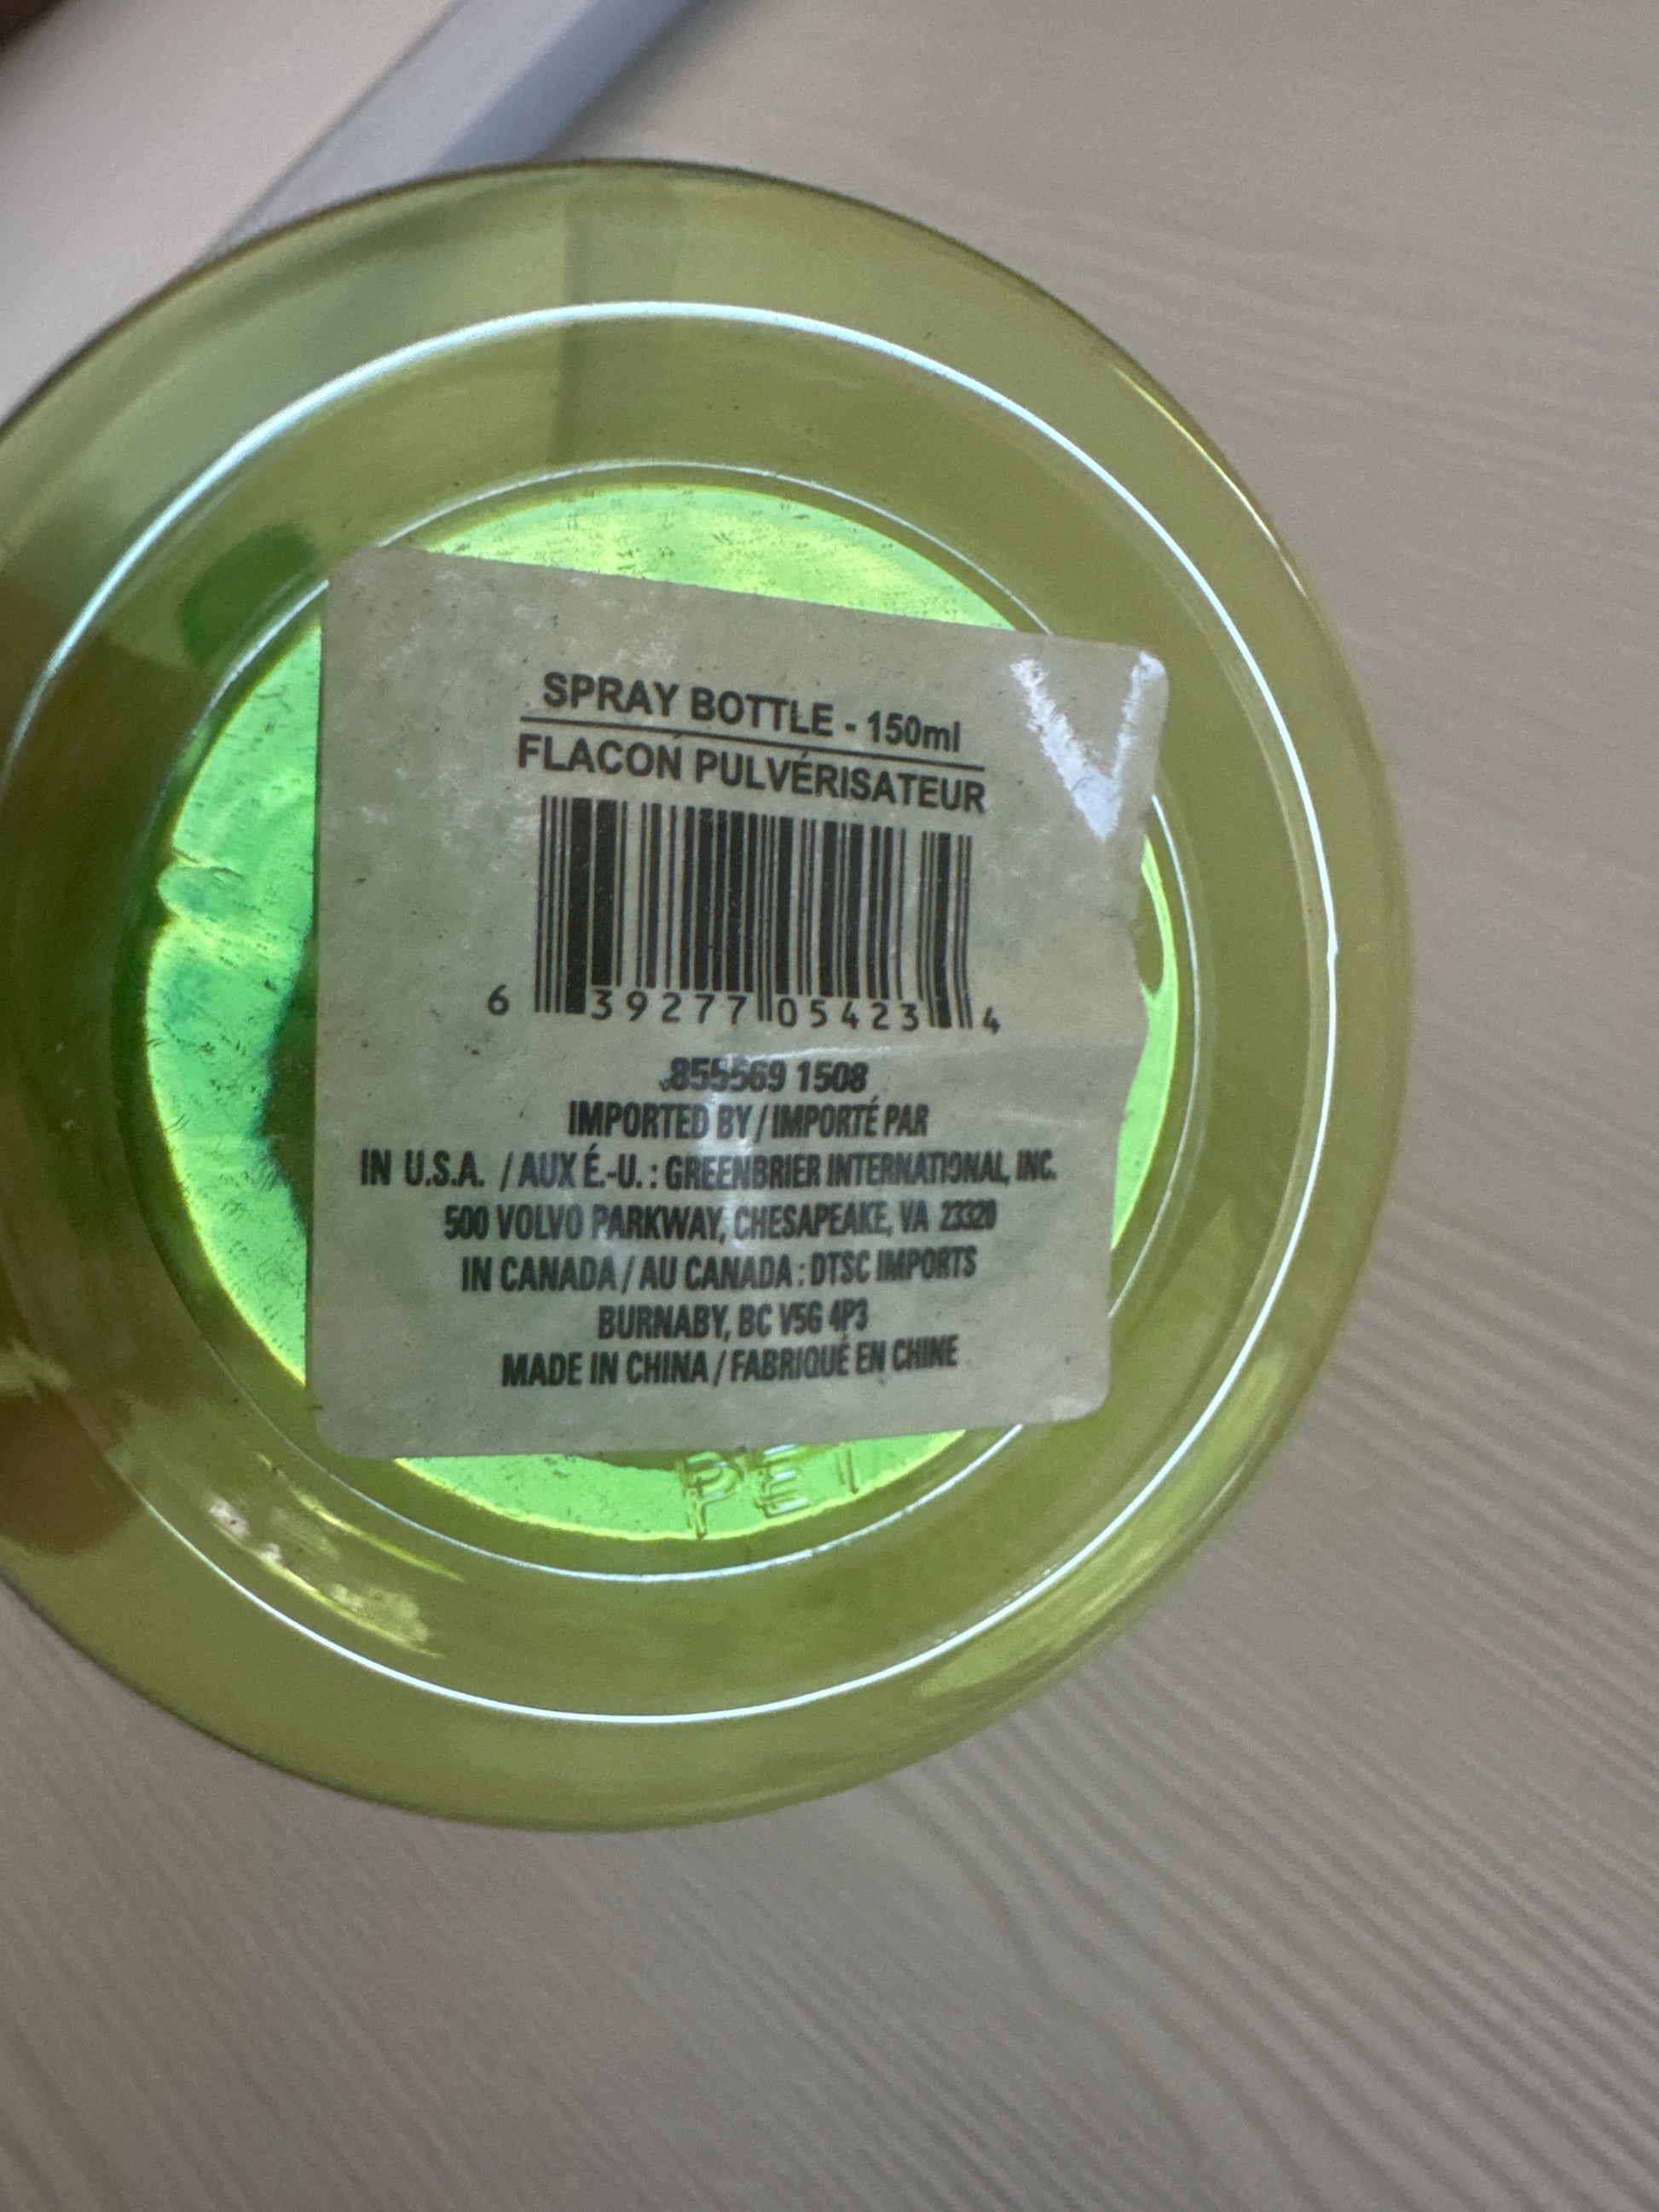 SPRAY BOTTLE - 150ml
FLACON PULVÉRISATEUR
6 39277 05423 4
855569 1508
IMPORTED BY / IMPORTÉ PAR
IN U.S.A. / AUX É.-U. : GREENBRIER INTERNATIONAL, INC.
500 VOLVO PARKWAY, CHESAPEAKE, VA 23320
IN CANADA / AU CANADA : DTSC IMPORTS
BURNABY, BC V5G 4P3
MADE IN CHINA / FABRIQUÉ EN CHINE
PET